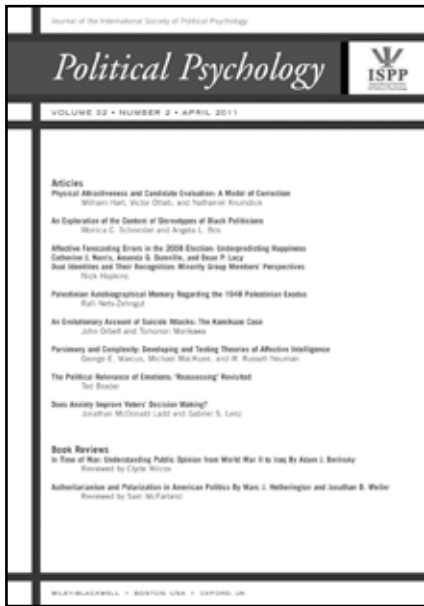 Journal of the International Society of Political Psychology
Political Psychology
ISPP
VOLUME 32 • NUMBER 2 • APRIL 2011
Articles
Physical Attractiveness and Candidate Evaluation: A Model of Correction
William Hart, Victor Ottati, and Nathaniel Krumdick
An Exploration of the Content of Stereotypes of Black Politicians
Monica C. Schneider and Angela L. Bos
Affective Forecasting Errors in the 2008 Election: Underpredicting Happiness
Catherine J. Norris, Amanda G. Dumville, and Dean P. Lacy
Dual Identities and Their Recognition: Minority Group Members' Perspectives
Nick Hopkins
Palestinian Autobiographical Memory Regarding the 1948 Palestinian Exodus
Rafi Nets-Zehngut
An Evolutionary Account of Suicide Attacks: The Kamikaze Case
John Orbell and Tomonori Morikawa
Parsimony and Complexity: Developing and Testing Theories of Affective Intelligence
George E. Marcus, Michael MacKuen, and W. Russell Neuman
The Political Relevance of Emotions: "Reassessing" Revisited
Ted Brader
Does Anxiety Improve Voters' Decision Making?
Jonathan McDonald Ladd and Gabriel S. Lenz
Book Reviews
In Time of War: Understanding Public Opinion from World War II to Iraq By Adam J. Berinsky
Reviewed by Clyde Wilcox
Authoritarianism and Polarization in American Politics By Marc J. Hetherington and Jonathan D. Weiler
Reviewed by Sam McFarland
WILEY-BLACKWELL • BOSTON, USA • OXFORD, UK